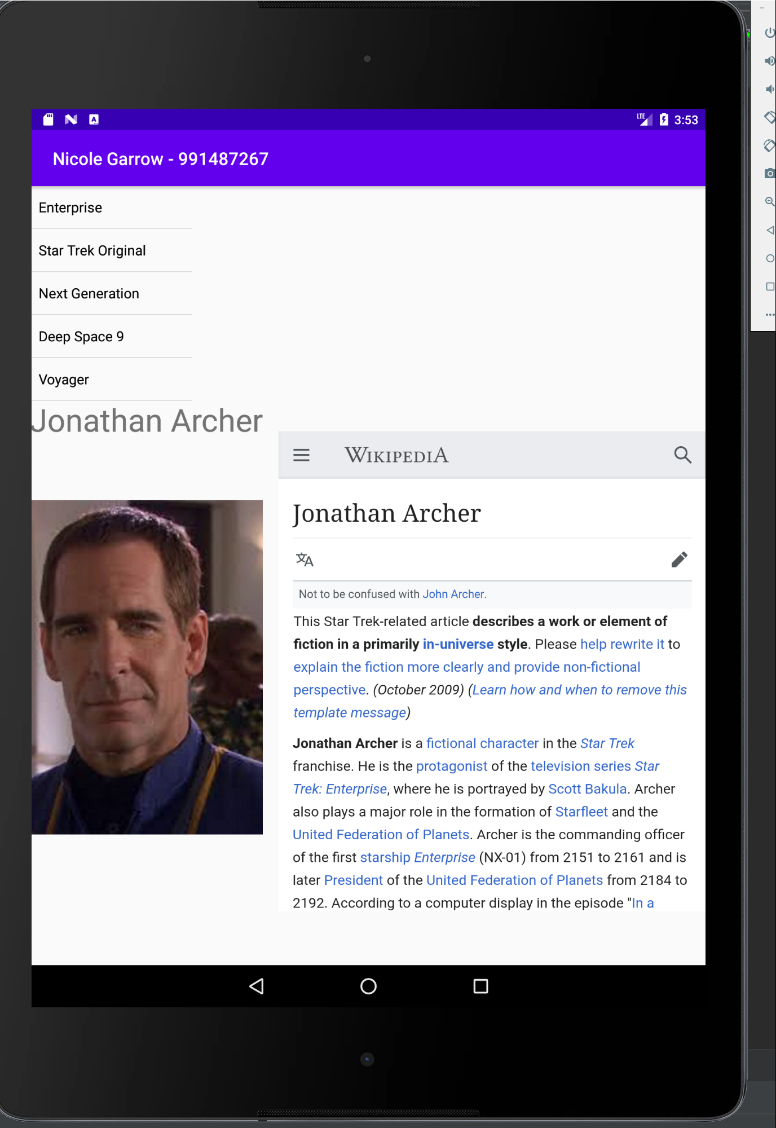 LTE 3:53
Nicole Garrow - 991487267
Enterprise
Star Trek Original
Next Generation
Deep Space 9
Voyager
Jonathan Archer
WIKIPEDIA
Jonathan Archer
Not to be confused with John Archer.
This Star Trek-related article describes a work or element of
fiction in a primarily in-universe style. Please help rewrite it to
explain the fiction more clearly and provide non-fictional
perspective. (October 2009) (Learn how and when to remove this
template message)
Jonathan Archer is a fictional character in the Star Trek
franchise. He is the protagonist of the television series Star
Trek: Enterprise, where he is portrayed by Scott Bakula. Archer
also plays a major role in the formation of Starfleet and the
United Federation of Planets. Archer is the commanding officer
of the first starship Enterprise (NX-01) from 2151 to 2161 and is
later President of the United Federation of Planets from 2184 to
2192. According to a computer display in the episode "In a